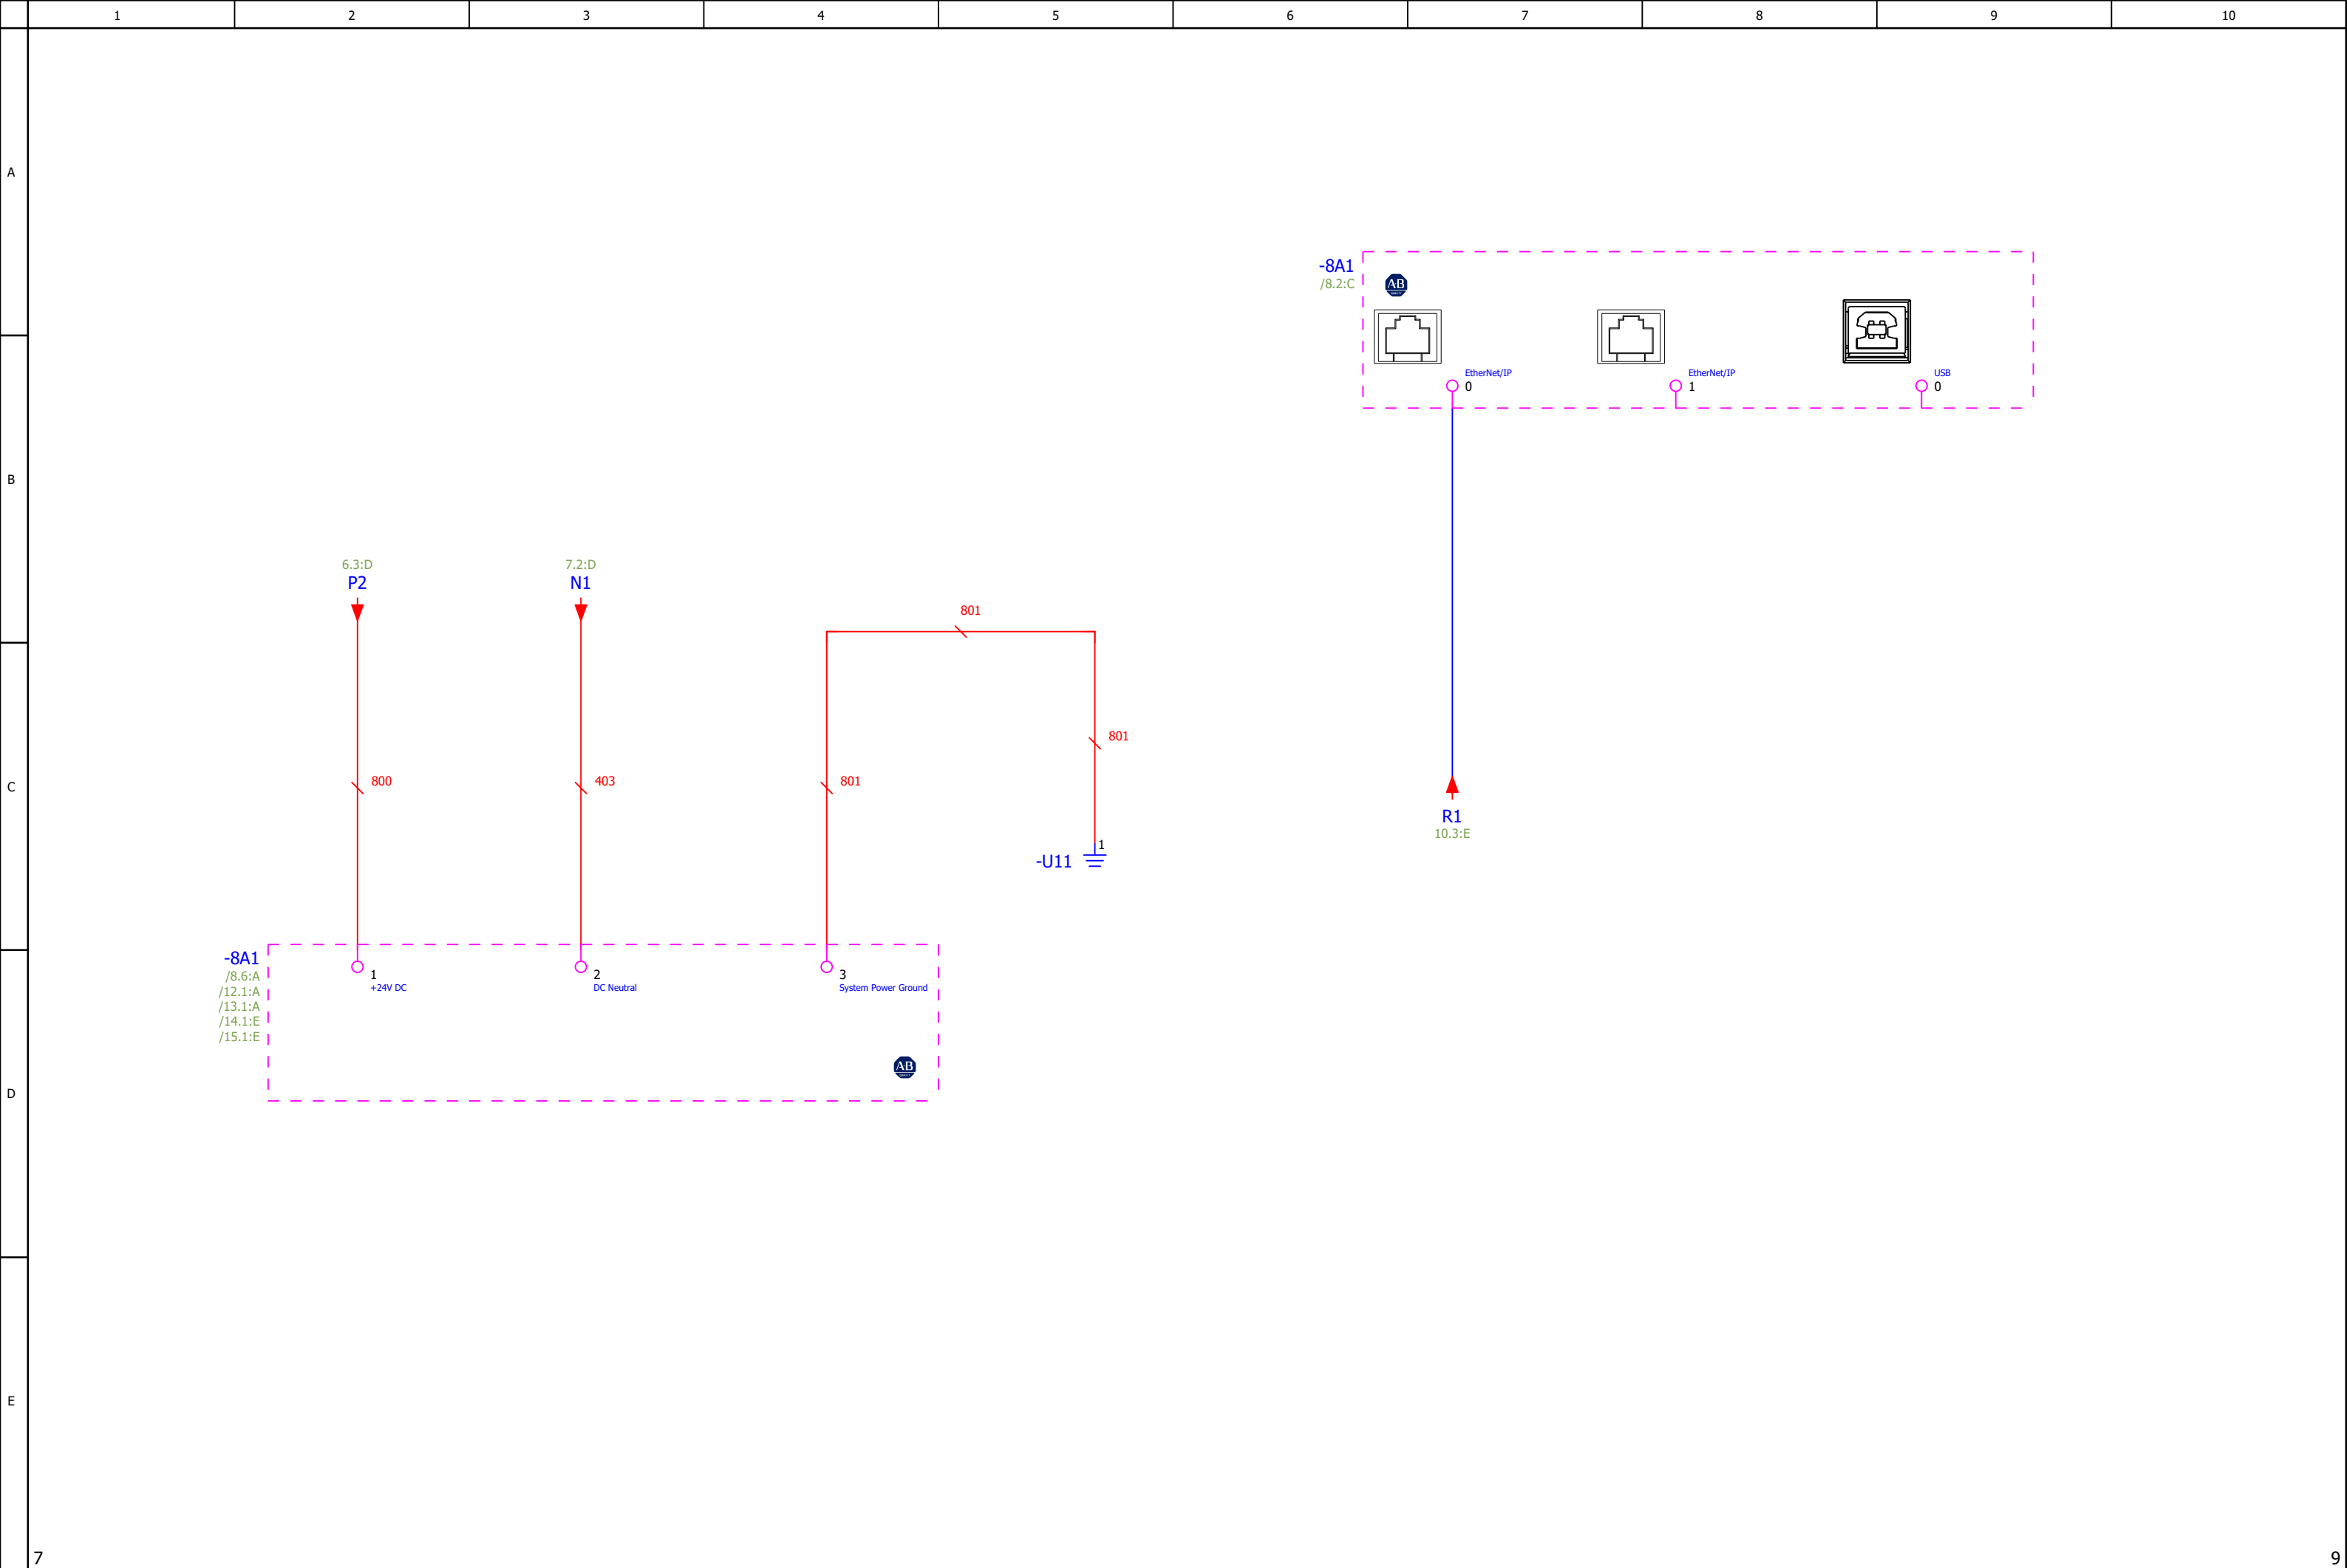 1 2 3 4 5 6 7 8 9 10
A
-8A1
/8.2:C
AB
EtherNet/IP
0
EtherNet/IP
1
USB
0
B
6.3:D
P2
7.2:D
N1
801
801
C
800
403
801
R1
10.3:E
1
-U11
-8A1
/8.6:A
/12.1:A
/13.1:A
/14.1:E
/15.1:E
1
+24V DC
2
DC Neutral
3
System Power Ground
AB
D
E
7
9